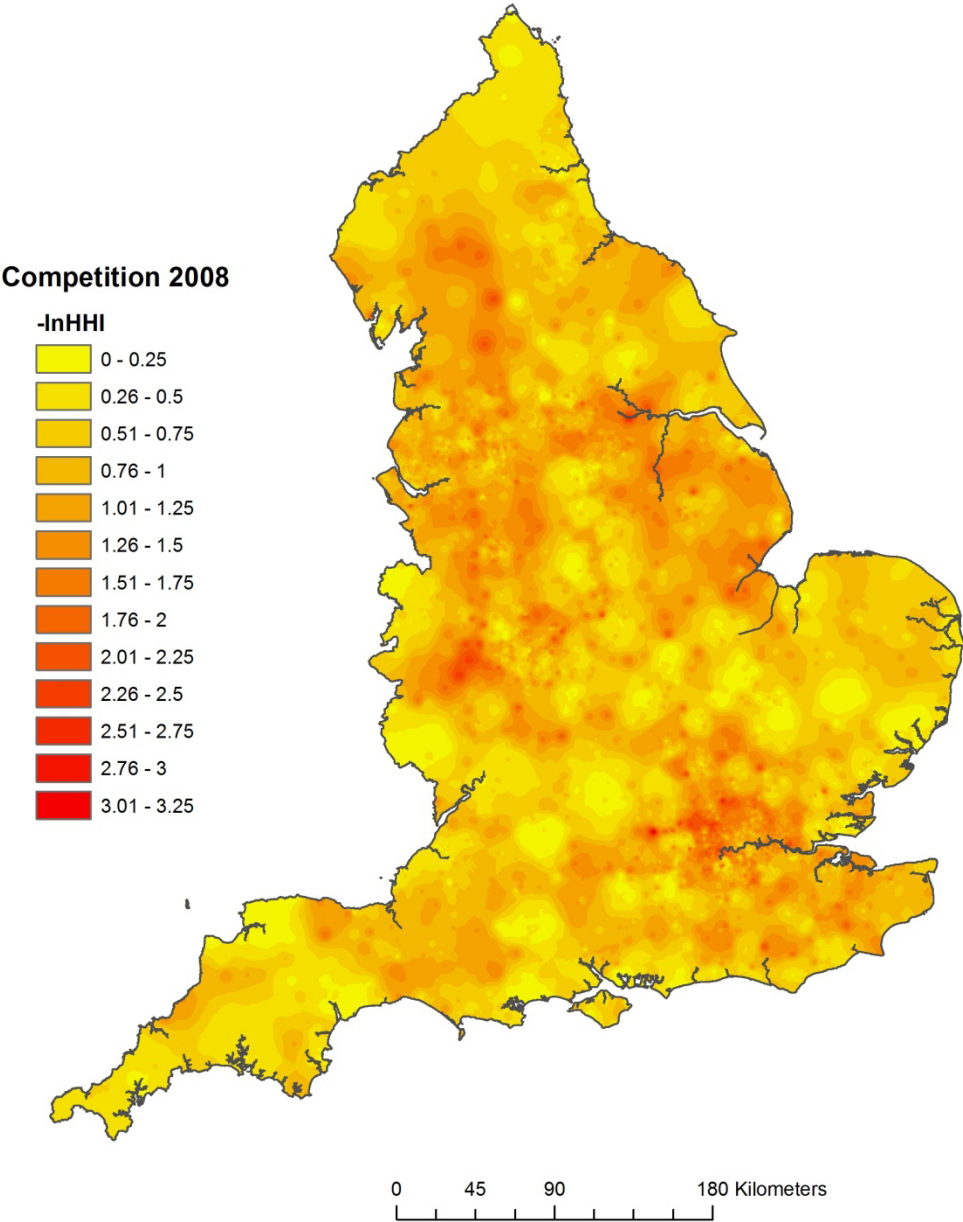 Competition 2008
-lnHHI
0 - 0.25
0.26 - 0.5
0.51 - 0.75
0.76 - 1
1.01 - 1.25
1.26 - 1.5
1.51 - 1.75
1.76 - 2
2.01 - 2.25
2.26 - 2.5
2.51 - 2.75
2.76 - 3
3.01 - 3.25
0 45 90 180 Kilometers